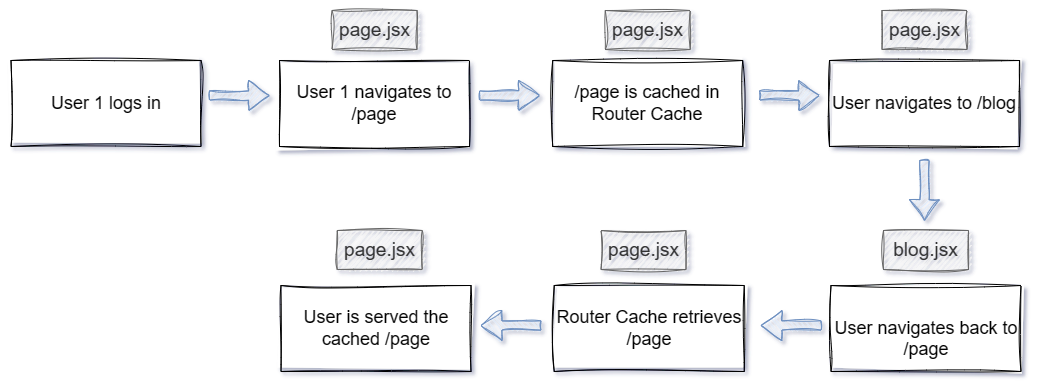 page.jsx
page.jsx
page.jsx
User 1 logs in
User 1 navigates to
/page
/page is cached in
Router Cache
User navigates to /blog
page.jsx
page.jsx
blog.jsx
User is served the
cached /page
Router Cache retrieves
/page
User navigates back to
/page